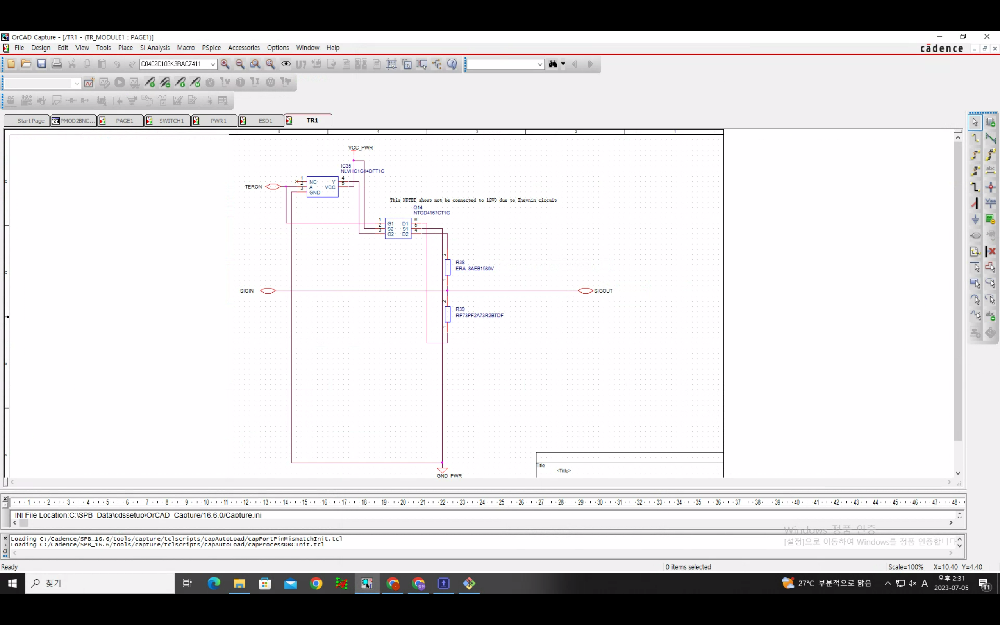 OrCAD Capture - [/TR1 - (TR_MODULE1 : PAGE1)]
File Design Edit View Tools Place SI Analysis Macro PSpice Accessories Options Window Help
cādence
C0402C103K3RAC7411
Start Page PMOD2BNC... PAGE1 SWITCH1 PWR1 ESD1 TR1
5 4 3 2 1
VCC_PWR
IC35
NLVHC1G14DFT1G
1 NC Y 4
2 A VCC 5
3 GND
TERON
This NPFET shout not be connected to 12V0 due to Thevnin circuit
Q14
NTGD4167CT1G
1 G1 D1 6
2 S2 S1 5
3 G2 D2 4
2
R38
ERA_8AEB1580V
1
SIGIN
SIGOUT
2
R39
RP73PF2A73R2BTDF
1
D
C
B
A
GND_PWR
Title
<Title>
1 2 3 4 5 6 7 8 9 10 11 12 13 14 15 16 17 18 19 20 21 22 23 24 25 26 27 28 29 30 31 32 33 34 35 36 37 38 39 40 41 42 43 44 45 46 47 48
INI File Location:C:\SPB_Data\cdssetup\OrCAD_Capture/16.6.0/Capture.ini
Windows 정품 인증
[설정]으로 이동하여 Windows를 정품 인증합니다
Loading C:/Cadence/SPB_16.6/tools/capture/tclscripts/capAutoLoad/capPortPinMismatchInit.tcl
Loading C:/Cadence/SPB_16.6/tools/capture/tclscripts/capAutoLoad/capProcessDRCInit.tcl
Ready
0 items selected
Scale=100% X=10.40 Y=4.40
찾기
27°C 부분적으로 맑음
A
오후 2:31
2023-07-05
11